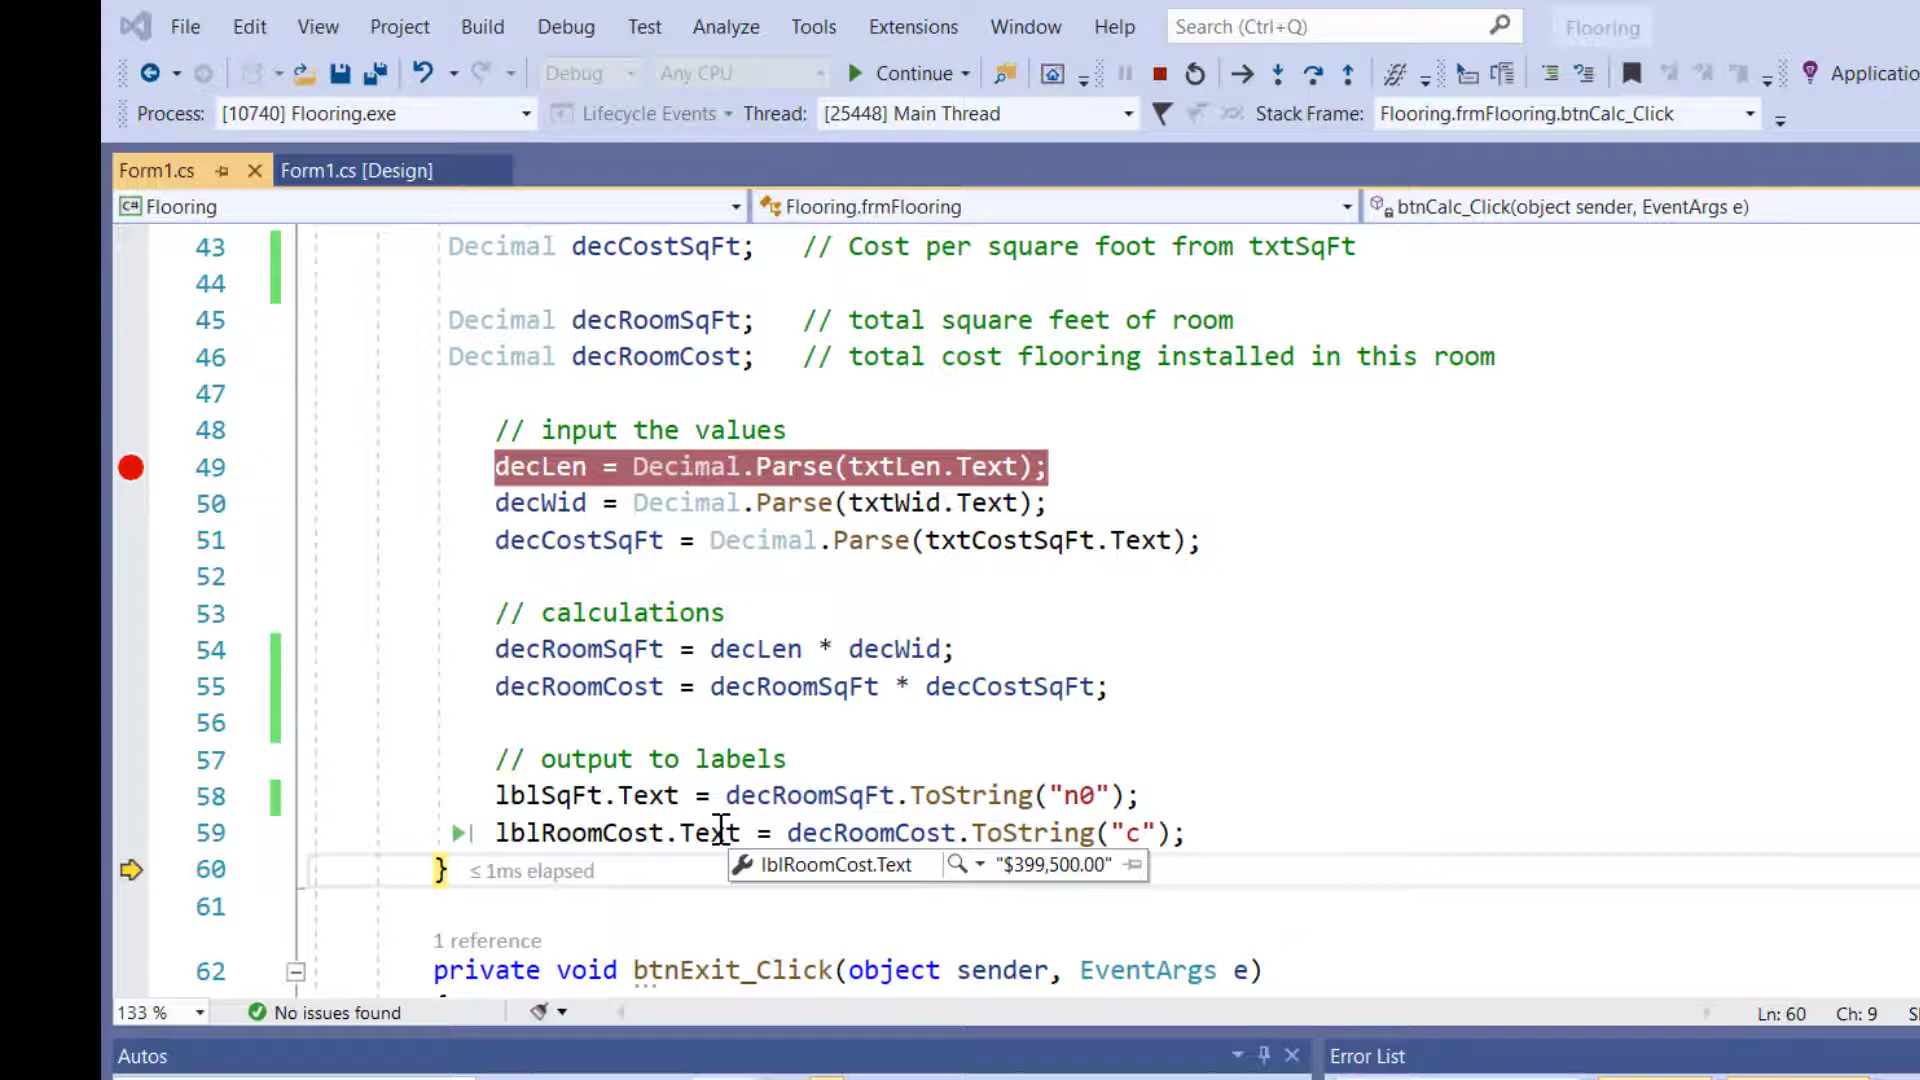 File Edit View Project Build Debug Test Analyze Tools Extensions Window Help Search (Ctrl+Q) Flooring
Debug Any CPU Continue Applicatio
Process: [10740] Flooring.exe Lifecycle Events Thread: [25448] Main Thread Stack Frame: Flooring.frmFlooring.btnCalc_Click
Form1.cs Form1.cs [Design]
C# Flooring Flooring.frmFlooring btnCalc_Click(object sender, EventArgs e)
43 Decimal decCostSqFt; // Cost per square foot from txtSqFt
44
45 Decimal decRoomSqFt; // total square feet of room
46 Decimal decRoomCost; // total cost flooring installed in this room
47
48 // input the values
49 decLen = Decimal.Parse(txtLen.Text);
50 decWid = Decimal.Parse(txtWid.Text);
51 decCostSqFt = Decimal.Parse(txtCostSqFt.Text);
52
53 // calculations
54 decRoomSqFt = decLen * decWid;
55 decRoomCost = decRoomSqFt * decCostSqFt;
56
57 // output to labels
58 lblSqFt.Text = decRoomSqFt.ToString("n0");
59 lblRoomCost.Text = decRoomCost.ToString("c");
60 } ≤ 1ms elapsed lblRoomCost.Text "$399,500.00"
61
1 reference
62 private void btnExit_Click(object sender, EventArgs e)
133 % No issues found Ln: 60 Ch: 9 S
Autos Error List